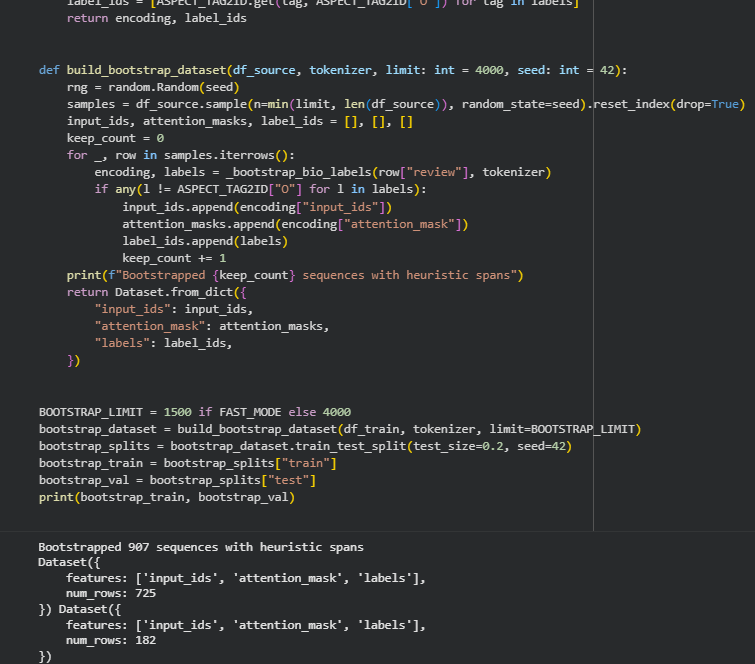 label_ids = [ASPECT_TAG2ID.get(tag, ASPECT_TAG2ID["O"]) for tag in labels]
return encoding, label_ids
def build_bootstrap_dataset(df_source, tokenizer, limit: int = 4000, seed: int = 42):
rng = random.Random(seed)
samples = df_source.sample(n=min(limit, len(df_source)), random_state=seed).reset_index(drop=True)
input_ids, attention_masks, label_ids = [], [], []
keep_count = 0
for _, row in samples.iterrows():
encoding, labels = _bootstrap_bio_labels(row["review"], tokenizer)
if any(l != ASPECT_TAG2ID["O"] for l in labels):
input_ids.append(encoding["input_ids"])
attention_masks.append(encoding["attention_mask"])
label_ids.append(labels)
keep_count += 1
print(f"Bootstrapped {keep_count} sequences with heuristic spans")
return Dataset.from_dict({
"input_ids": input_ids,
"attention_mask": attention_masks,
"labels": label_ids,
})
BOOTSTRAP_LIMIT = 1500 if FAST_MODE else 4000
bootstrap_dataset = build_bootstrap_dataset(df_train, tokenizer, limit=BOOTSTRAP_LIMIT)
bootstrap_splits = bootstrap_dataset.train_test_split(test_size=0.2, seed=42)
bootstrap_train = bootstrap_splits["train"]
bootstrap_val = bootstrap_splits["test"]
print(bootstrap_train, bootstrap_val)
Bootstrapped 907 sequences with heuristic spans
Dataset({
features: ['input_ids', 'attention_mask', 'labels'],
num_rows: 725
}) Dataset({
features: ['input_ids', 'attention_mask', 'labels'],
num_rows: 182
})